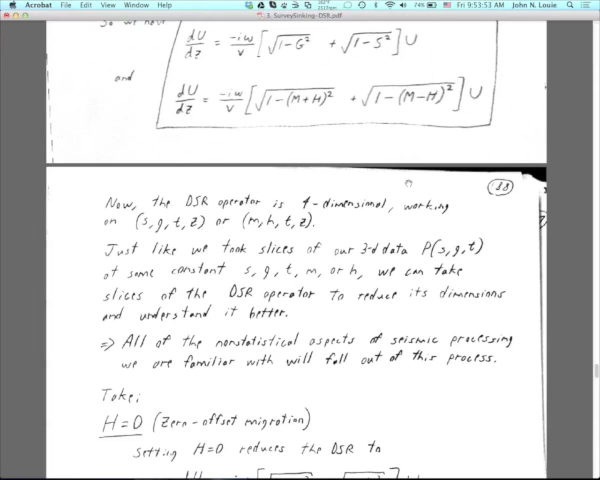 Acrobat File Edit View Window Help
74% Fri 9:53:53 AM John N. Louie
3. SurveySinking-DSR.pdf
So we have
dU/dz = -iω/v [√(1-G²) + √(1-S²)] U
and
dU/dz = -iω/v [√(1-(M+H)²) + √(1-(M-H)²)] U
88
Now, the DSR operator is 4-dimensional, working
on (s,g,t,z) or (m,h,t,z).
Just like we took slices of our 3-d data P(s,g,t)
at some constant s, g, t, m, or h, we can take
slices of the DSR operator to reduce its dimensions
and understand it better.
=> All of the nonstatistical aspects of seismic processing
we are familiar with will fall out of this process.
Take;
H=0 (Zero-offset migration)
Setting H=0 reduces the DSR to